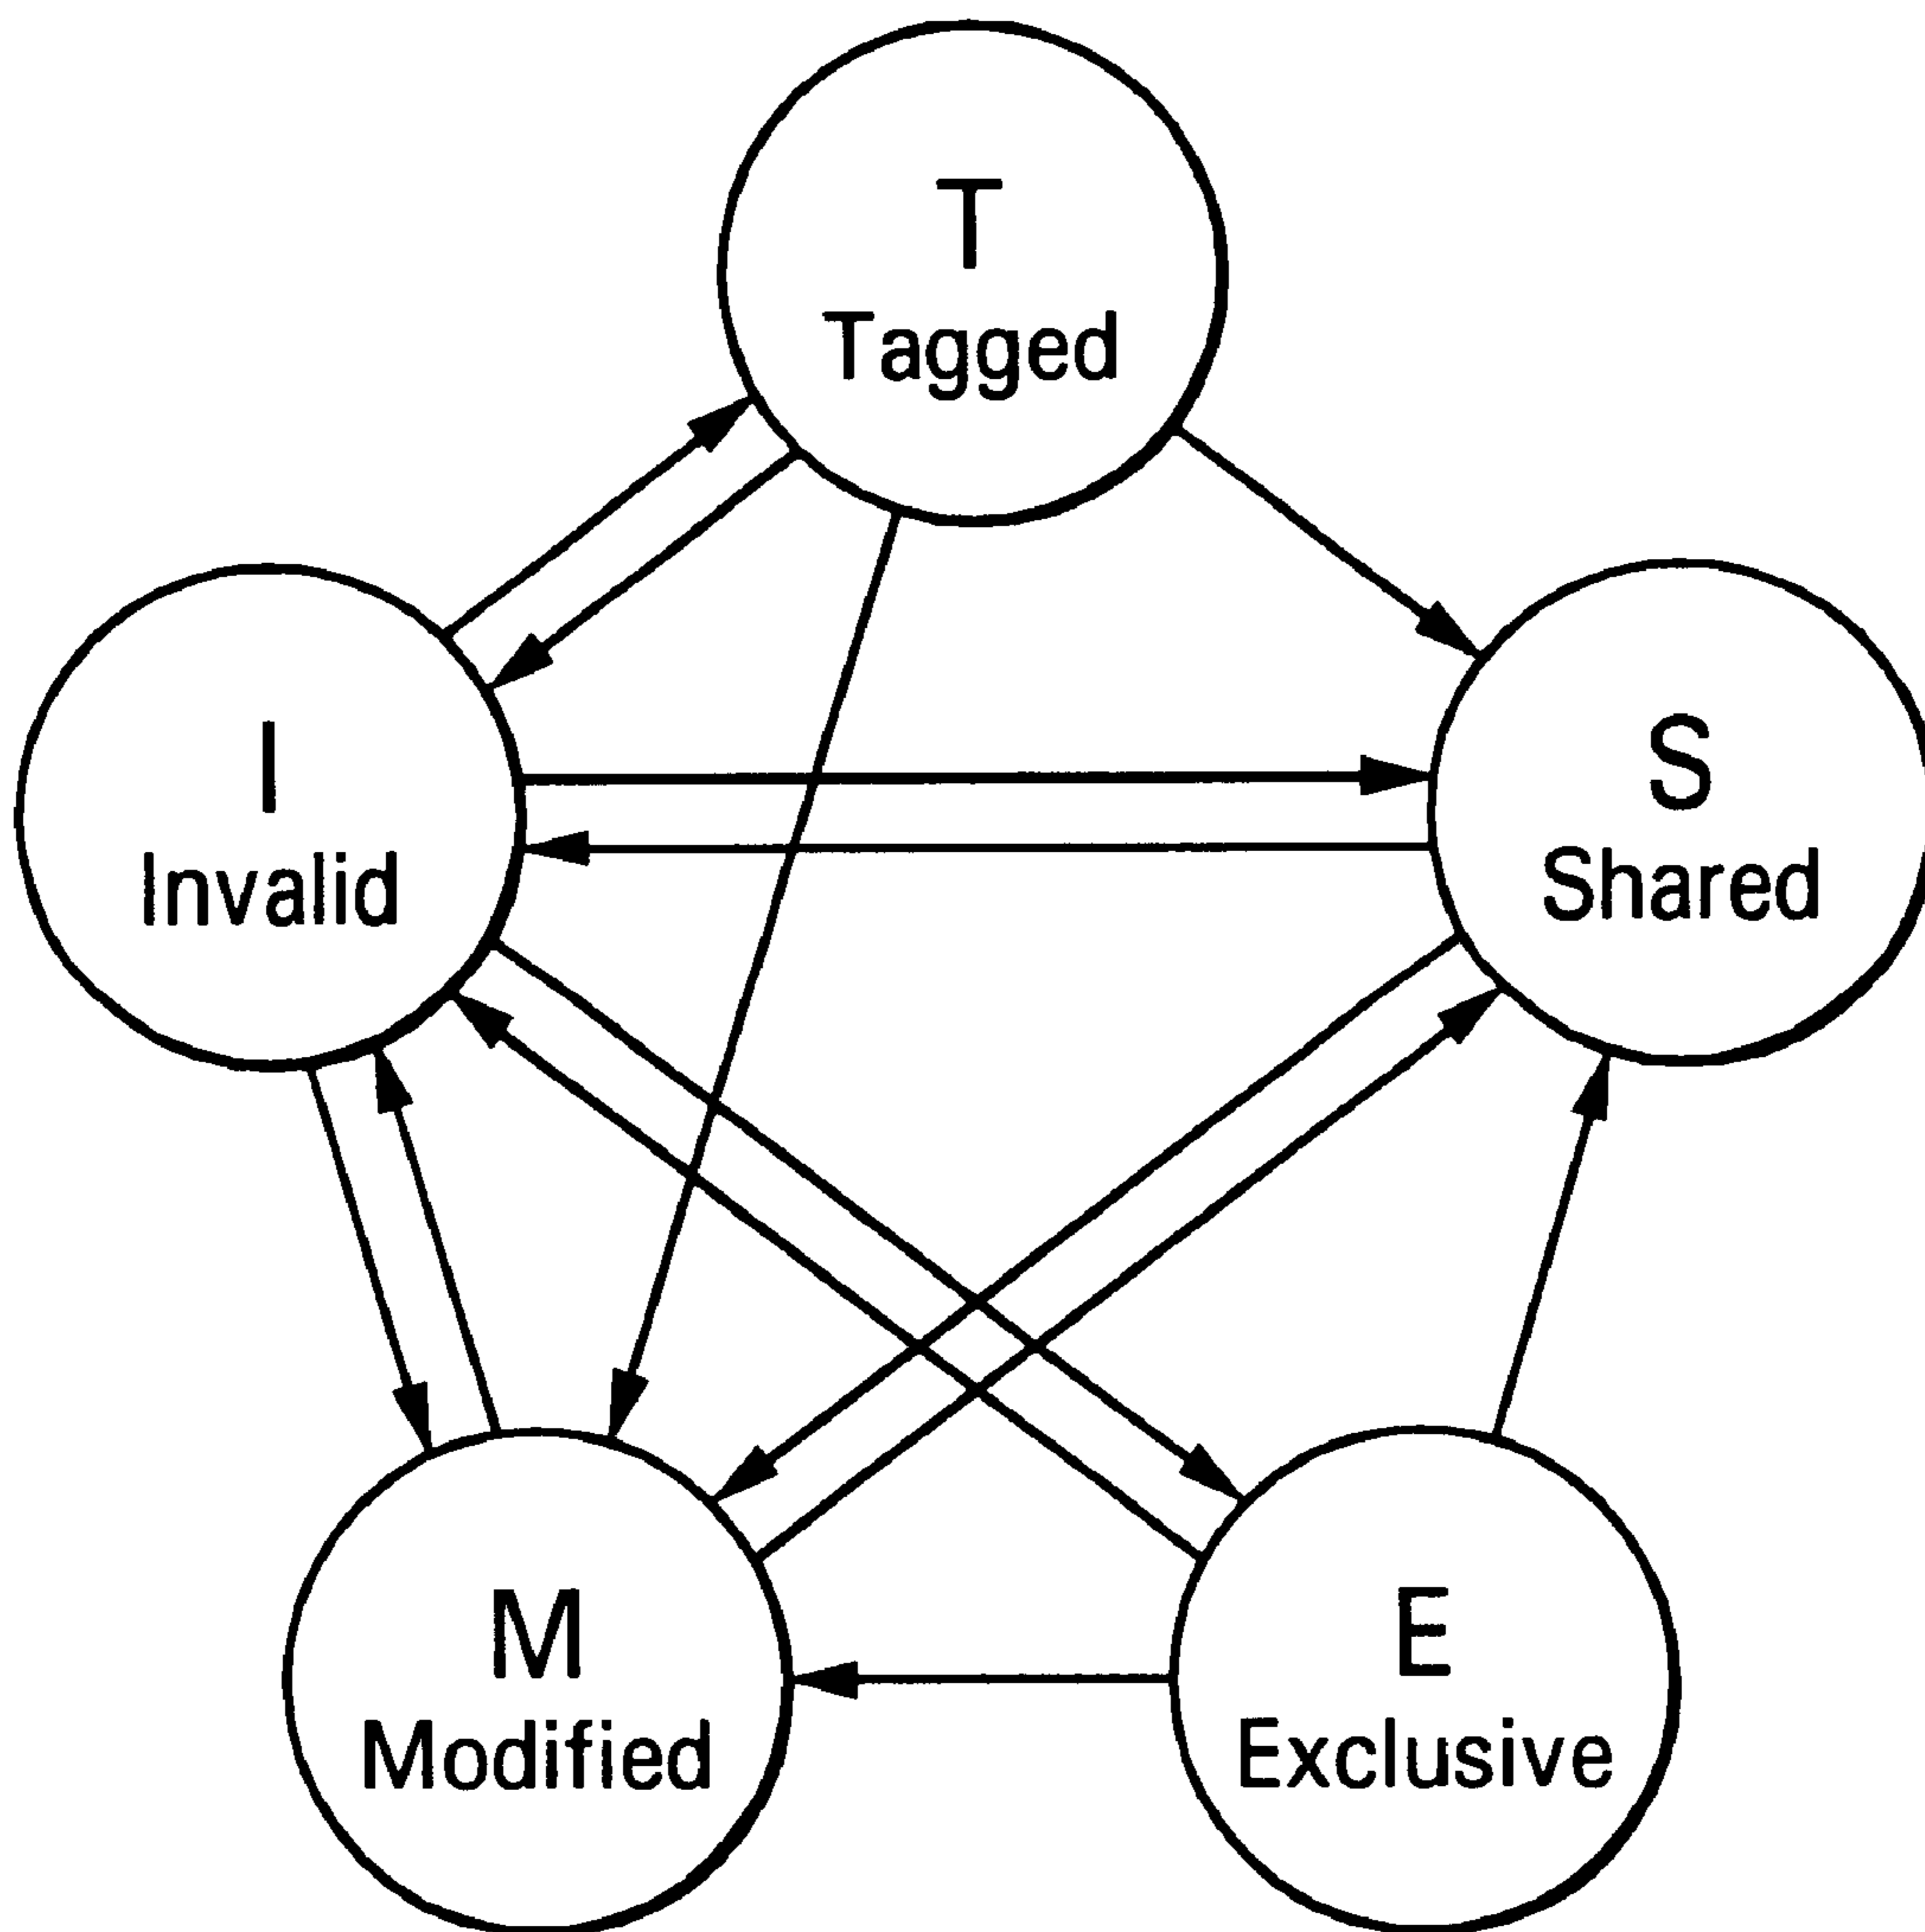 T
Tagged
I
Invalid
S
Shared
M
Modified
E
Exclusive